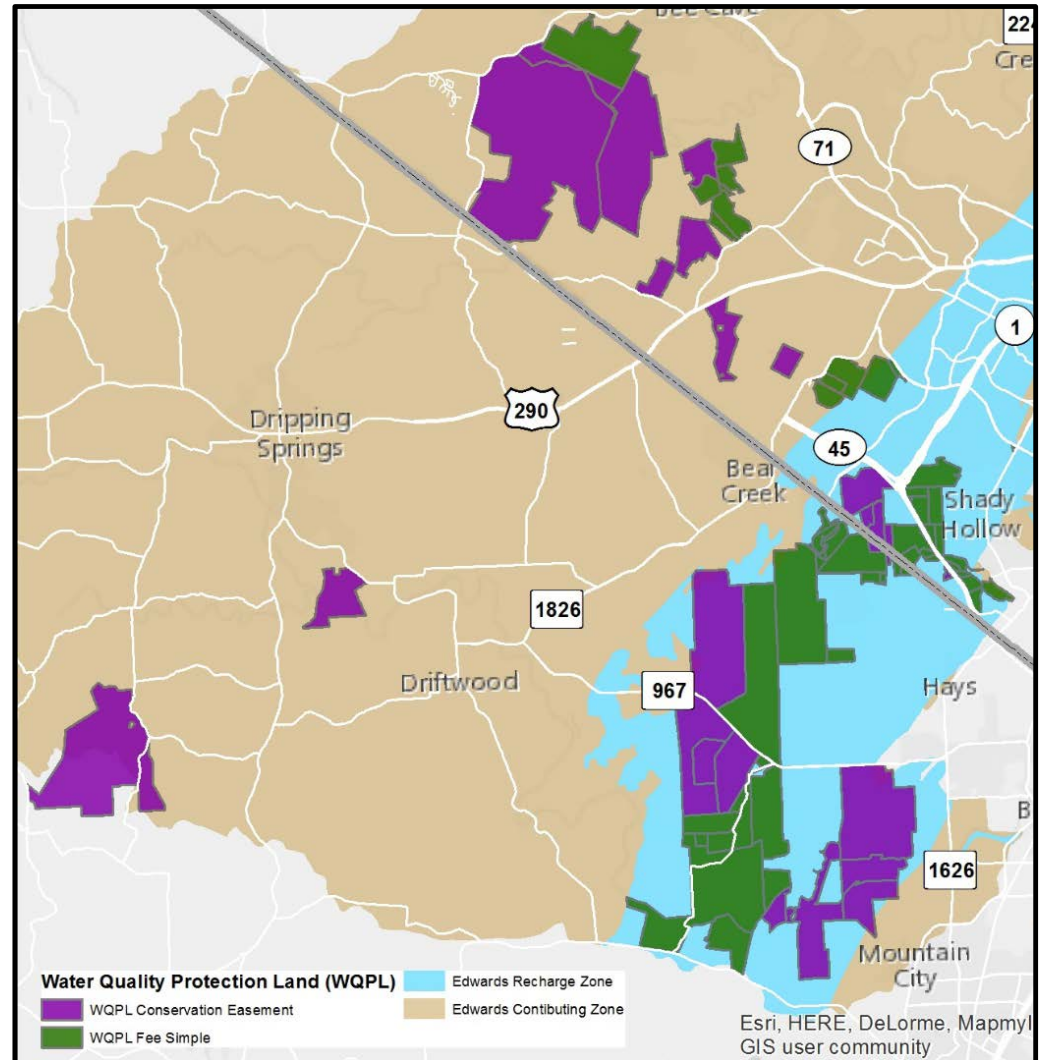 Bee Cave
224
Cre
71
1
290
Dripping
Springs
45
Bear
Creek
Shady
Hollow
1826
Driftwood
967
Hays
B
1626
Mountain
City
Water Quality Protection Land (WQPL)
WQPL Conservation Easement
WQPL Fee Simple
Edwards Recharge Zone
Edwards Contibuting Zone
Esri, HERE, DeLorme, Mapmyl
GIS user community